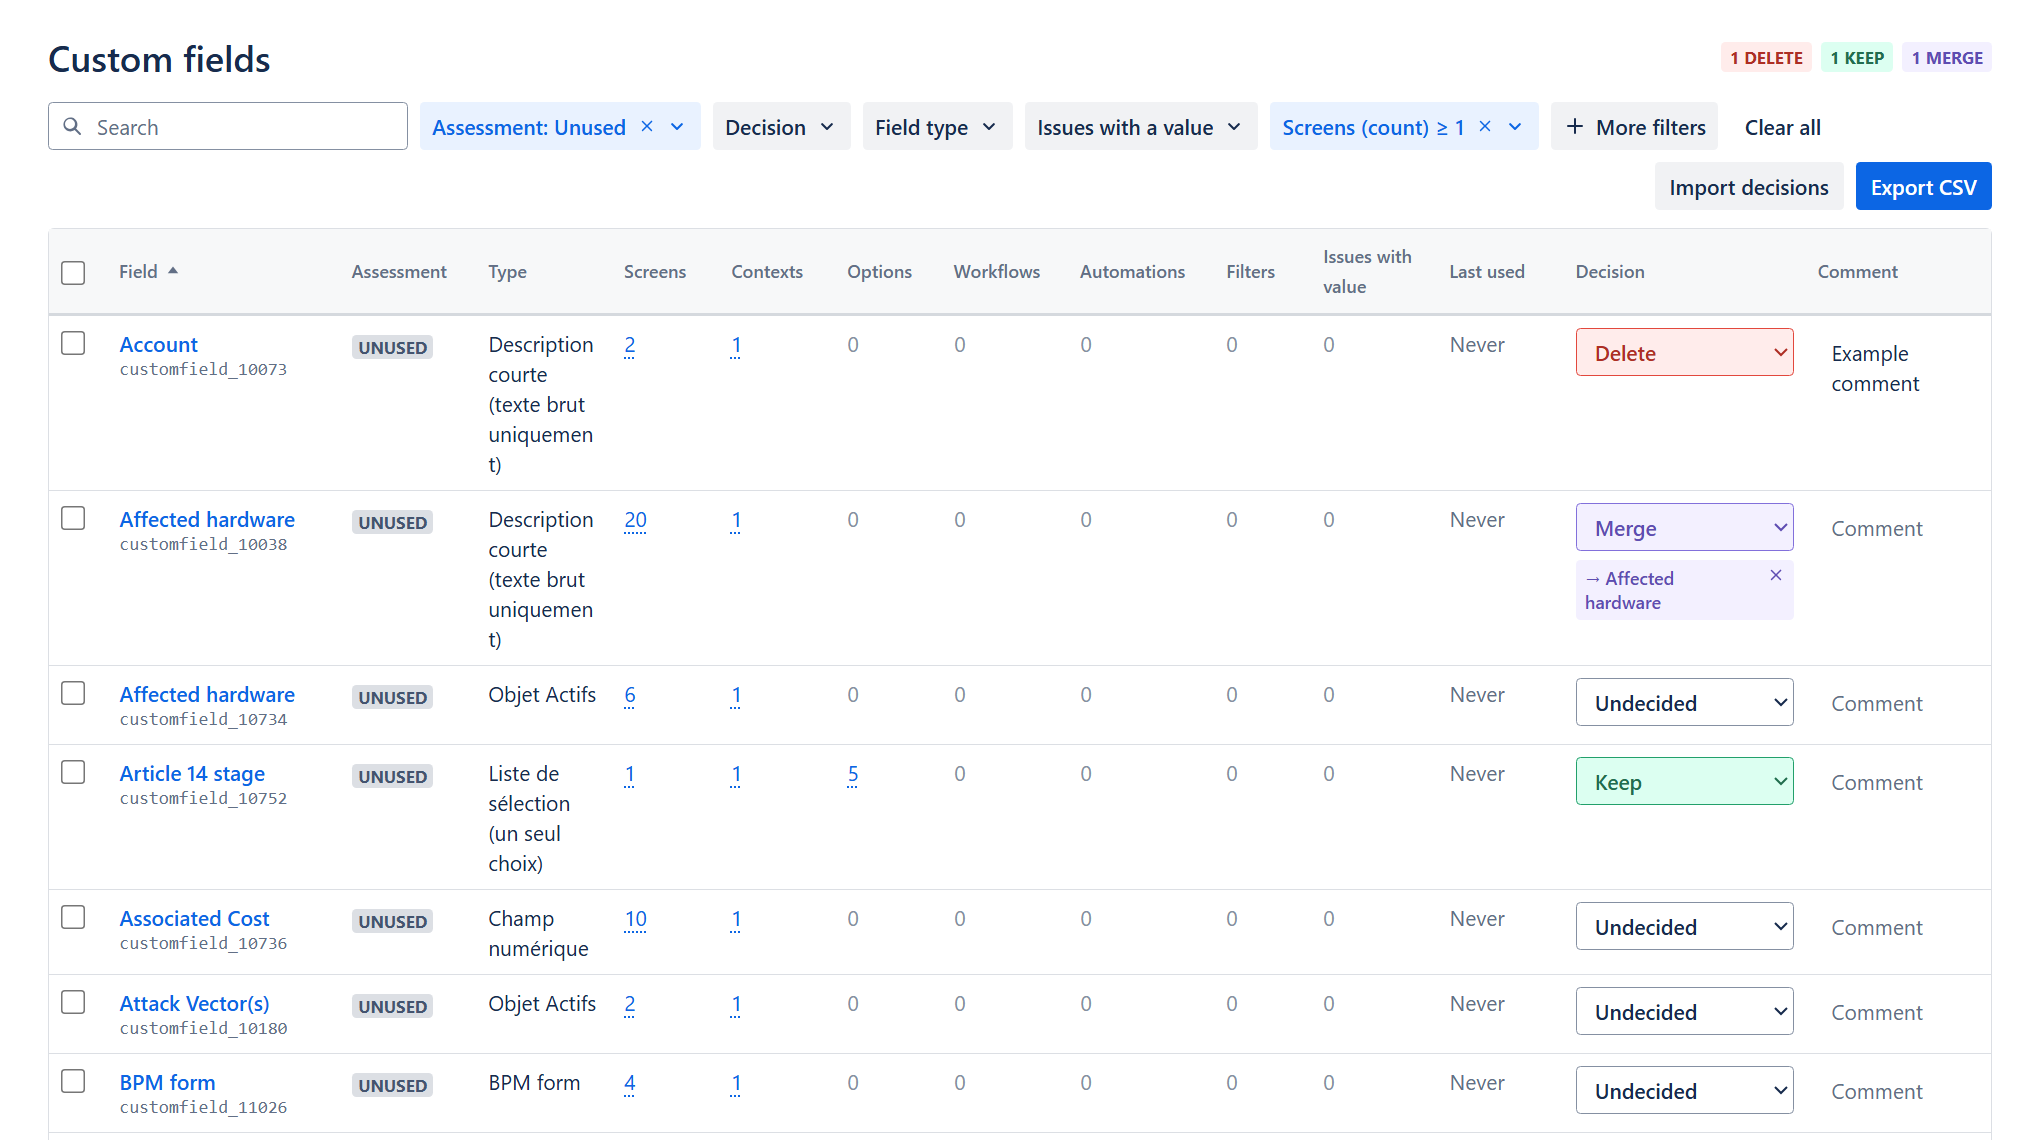 Custom fields
1 DELETE 1 KEEP 1 MERGE
Search Assessment: Unused Decision Field type Issues with a value Screens (count) ≥ 1 + More filters Clear all
Import decisions Export CSV
Field Assessment Type Screens Contexts Options Workflows Automations Filters Issues with value Last used Decision Comment
Account UNUSED Description 2 1 0 0 0 0 0 Never Delete Example
customfield_10073 courte comment
(texte brut
uniquemen
t)
Affected hardware UNUSED Description 20 1 0 0 0 0 0 Never Merge Comment
customfield_10038 courte
(texte brut → Affected
uniquemen hardware
t)
Affected hardware UNUSED Objet Actifs 6 1 0 0 0 0 0 Never Undecided Comment
customfield_10734
Article 14 stage UNUSED Liste de 1 1 5 0 0 0 0 Never Keep Comment
customfield_10752 sélection
(un seul
choix)
Associated Cost UNUSED Champ 10 1 0 0 0 0 0 Never Undecided Comment
customfield_10736 numérique
Attack Vector(s) UNUSED Objet Actifs 2 1 0 0 0 0 0 Never Undecided Comment
customfield_10180
BPM form UNUSED BPM form 4 1 0 0 0 0 0 Never Undecided Comment
customfield_11026